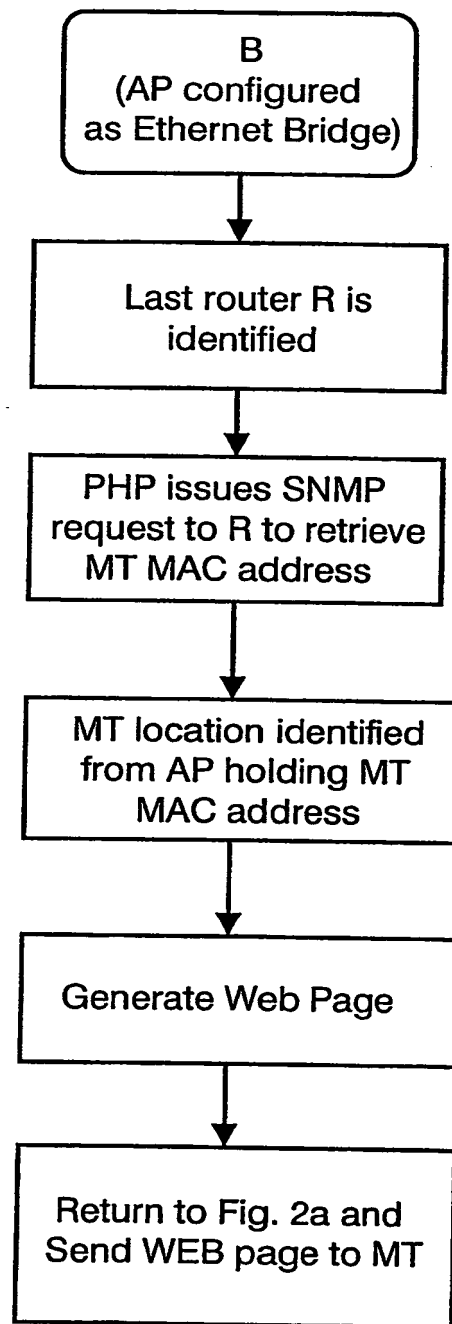 B
(AP configured
as Ethernet Bridge)
Last router R is
identified
PHP issues SNMP
request to R to retrieve
MT MAC address
MT location identified
from AP holding MT
MAC address
Generate Web Page
Return to Fig. 2a and
Send WEB page to MT